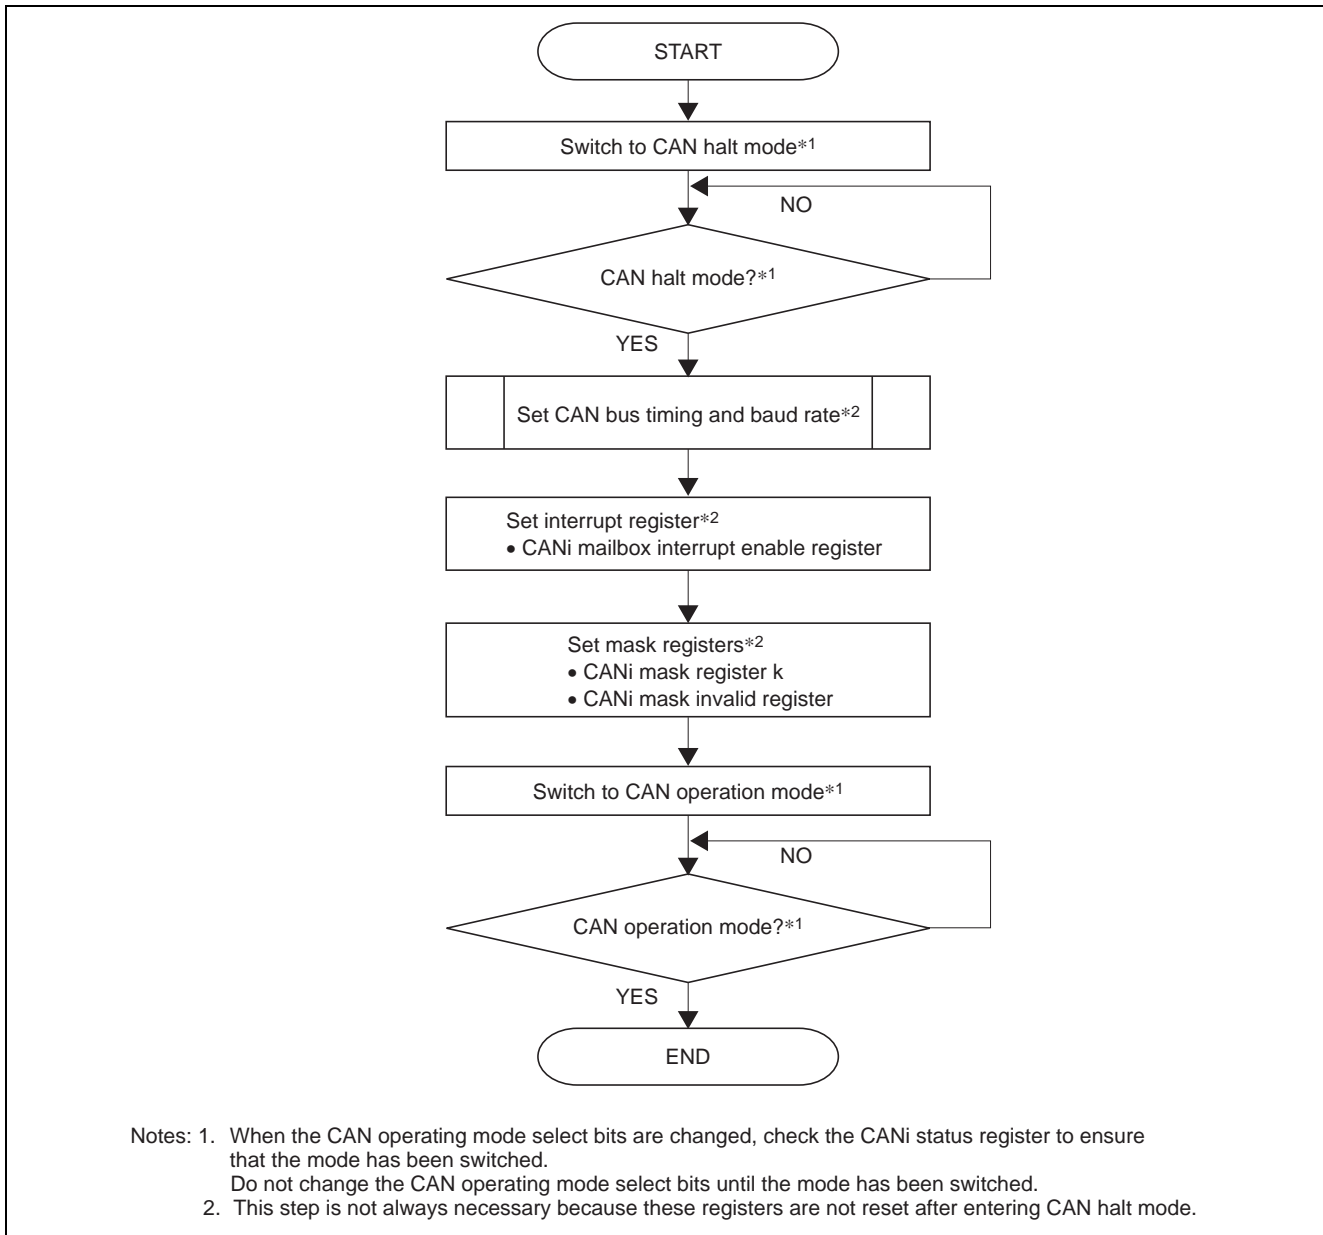 START
Switch to CAN halt mode*1
NO
CAN halt mode?*1
YES
Set CAN bus timing and baud rate*2
Set interrupt register*2
• CANi mailbox interrupt enable register
Set mask registers*2
• CANi mask register k
• CANi mask invalid register
Switch to CAN operation mode*1
NO
CAN operation mode?*1
YES
END
Notes: 1. When the CAN operating mode select bits are changed, check the CANi status register to ensure
that the mode has been switched.
Do not change the CAN operating mode select bits until the mode has been switched.
2. This step is not always necessary because these registers are not reset after entering CAN halt mode.